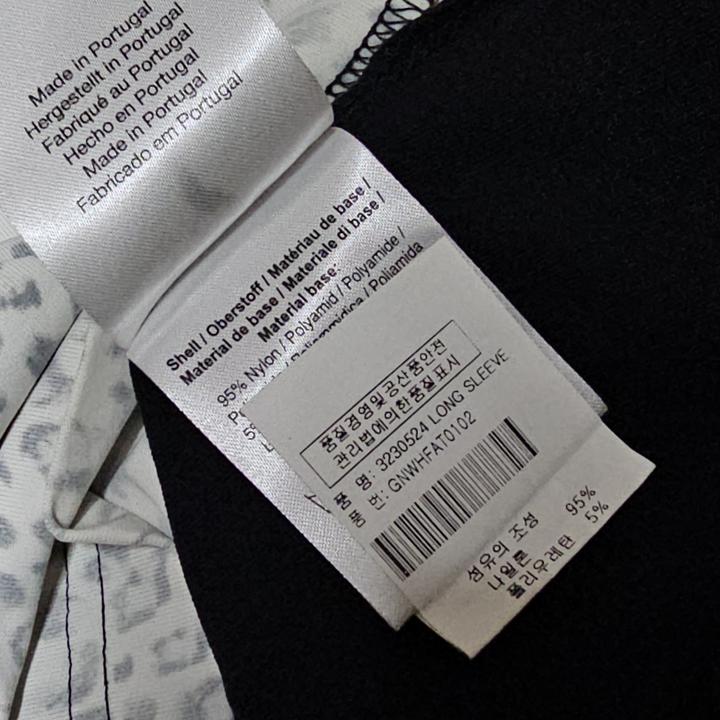 Made in Portugal
Hergestellt in Portugal
Fabriqué au Portugal
Hecho en Portugal
Made in Portugal
Fabricado em Portugal
Shell / Oberstoff / Matériau de base /
Material de base / Materiale di base /
Material base:
95% Nylon / Polyamid / Polyamide /
Poliamida
품질경영및공산품안전
관리법에의한품질표시
품 명: 3230524 LONG SLEEVE
품 번: GNWHFAT0102
섬유의 조성
나일론 95%
폴리우레탄 5%